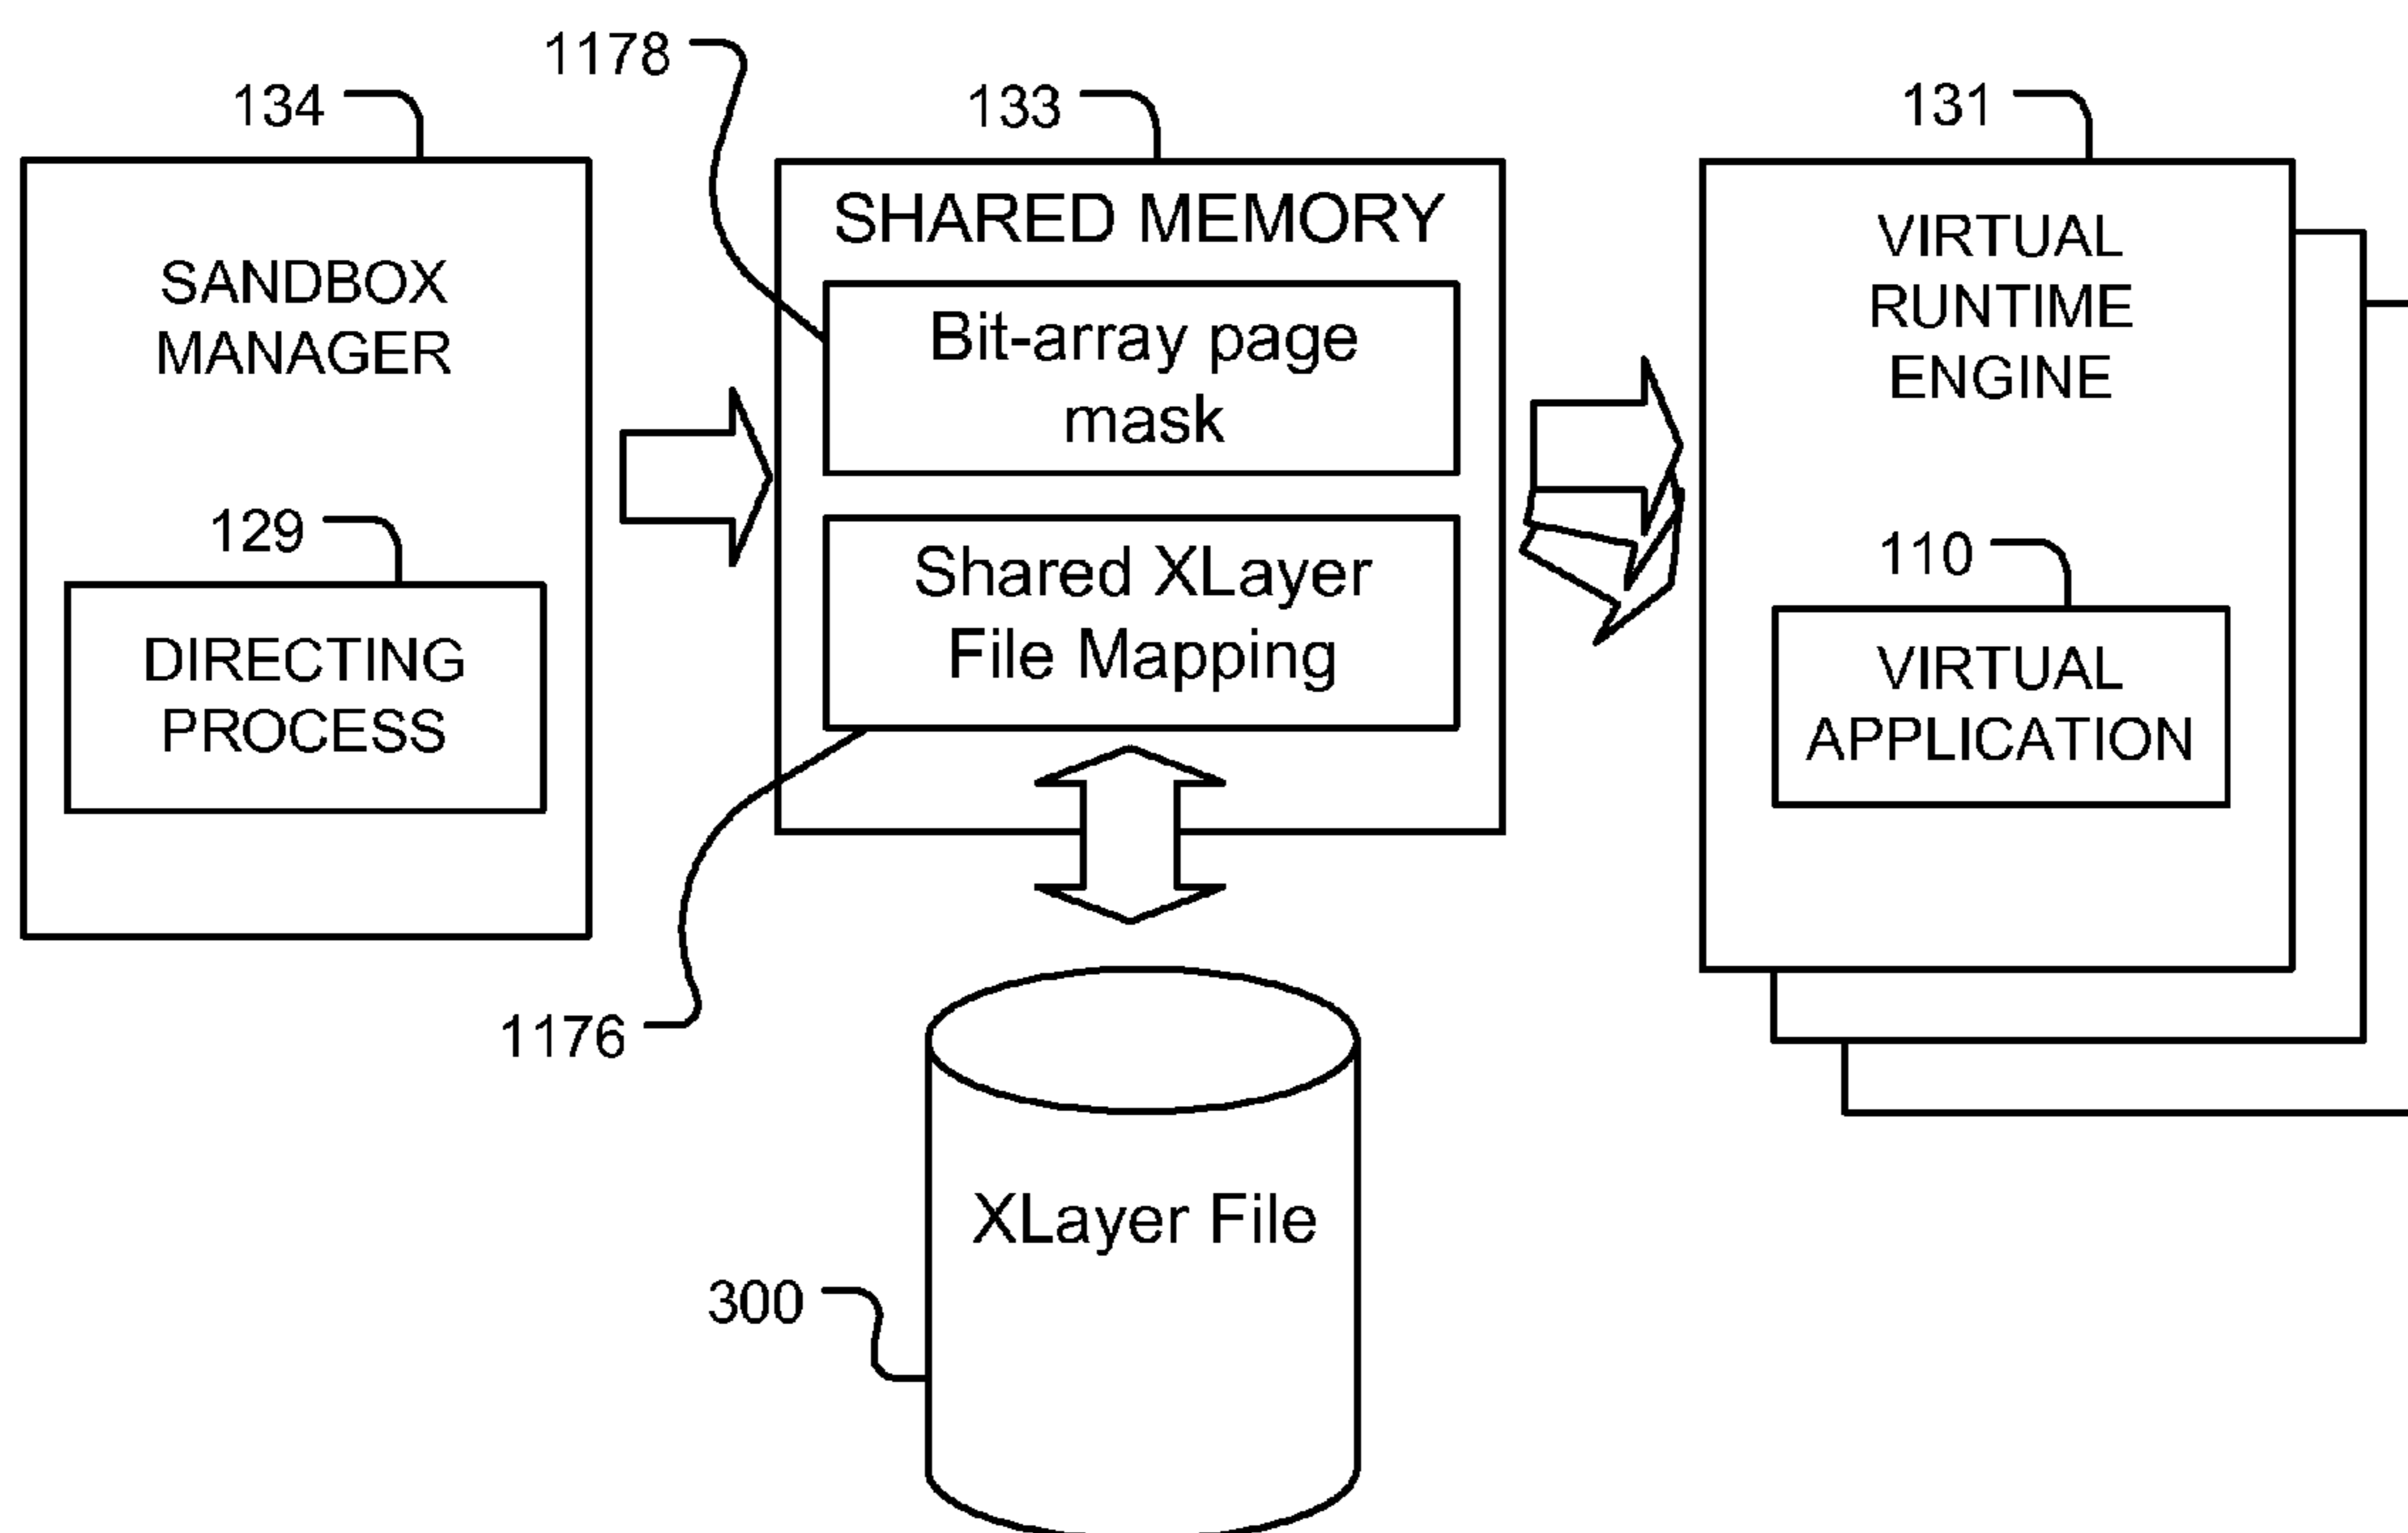 1178
134
133
131
SANDBOX
MANAGER
129
DIRECTING
PROCESS
SHARED MEMORY
Bit-array page
mask
Shared XLayer
File Mapping
1176
VIRTUAL
RUNTIME
ENGINE
110
VIRTUAL
APPLICATION
XLayer File
300